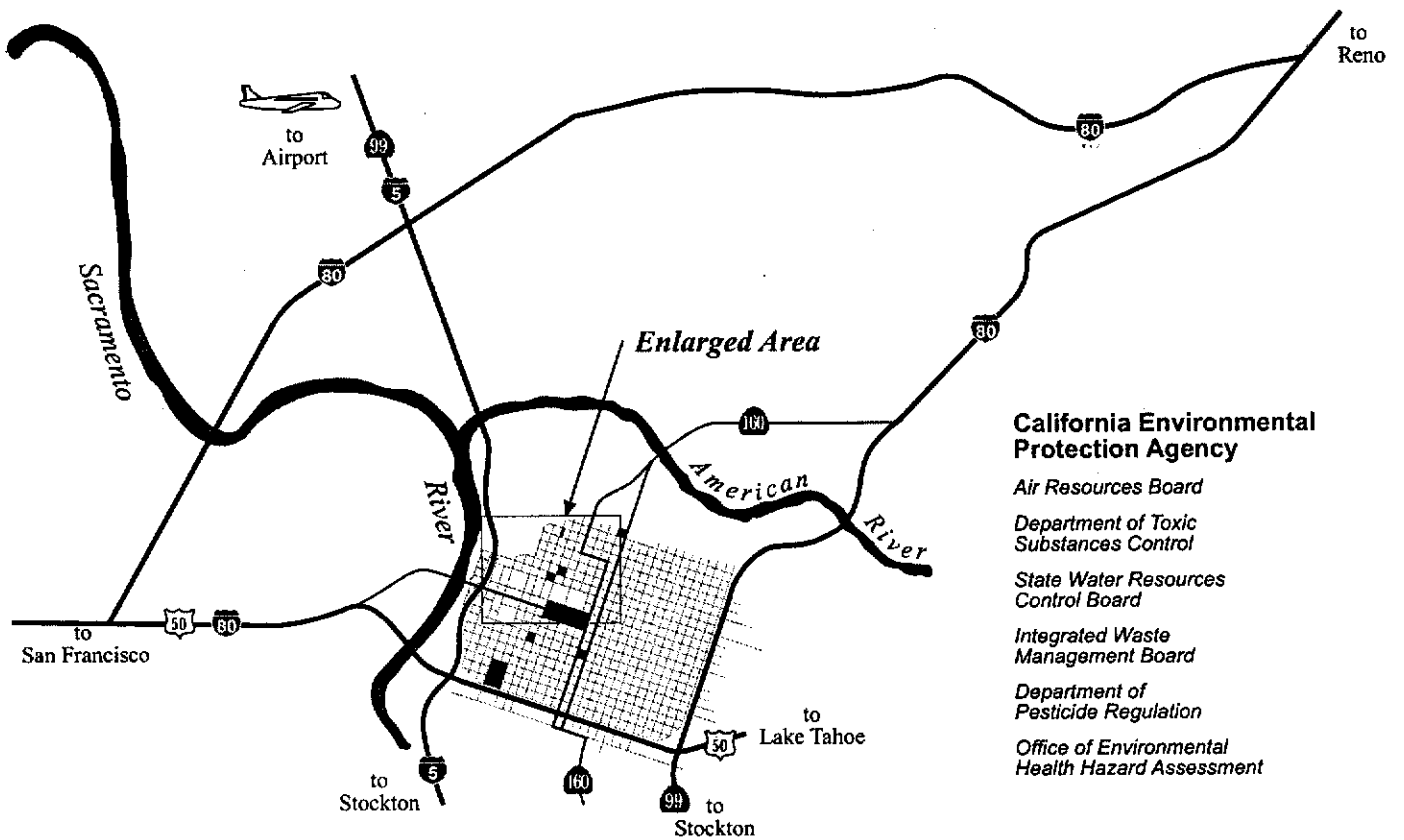 to
Reno
to
Airport
99
5
80
80
80
Sacramento
River
Enlarged Area
160
American
River
California Environmental
Protection Agency
Air Resources Board
Department of Toxic
Substances Control
State Water Resources
Control Board
Integrated Waste
Management Board
Department of
Pesticide Regulation
Office of Environmental
Health Hazard Assessment
to
San Francisco
50
80
to
Lake Tahoe
50
to
Stockton
5
160
99
to
Stockton